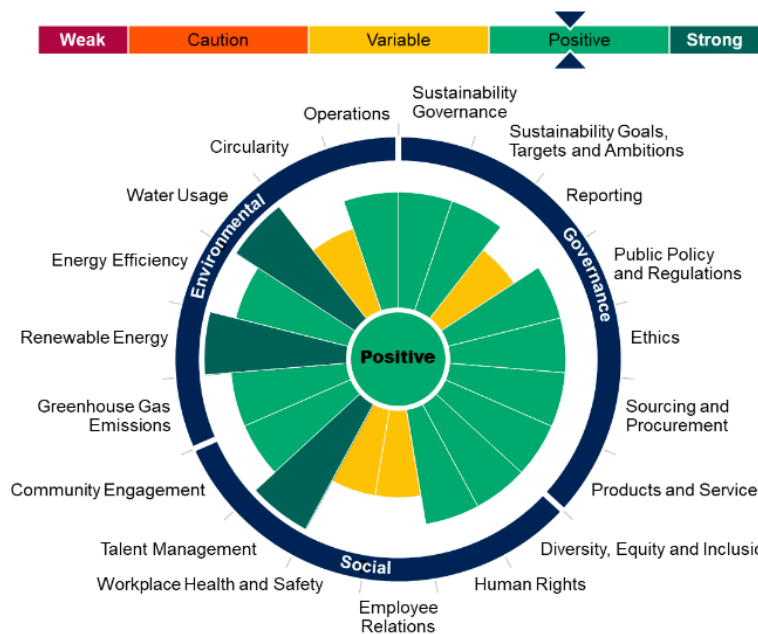 Weak
Caution
Variable
Positive
Strong
Operations
Sustainability
Governance
Circularity
Sustainability Goals,
Targets and Ambitions
Water Usage
Reporting
Environmental
Governance
Energy Efficiency
Public Policy
and Regulations
Renewable Energy
Positive
Ethics
Greenhouse Gas
Emissions
Sourcing and
Procurement
Community Engagement
Products and Service
Talent Management
Social
Diversity, Equity and Inclusio
Workplace Health and Safety
Human Rights
Employee
Relations